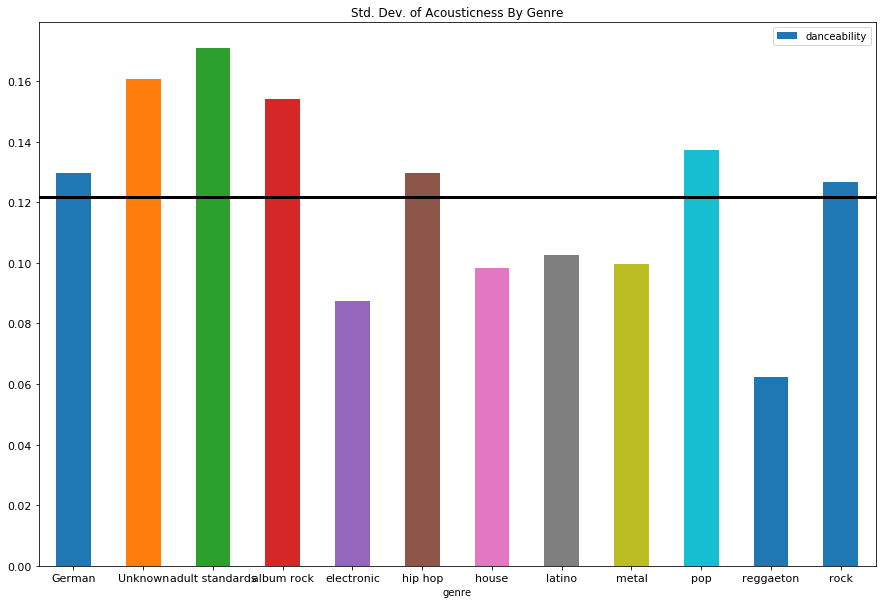 Std. Dev. of Acousticness By Genre
danceability
0.16
0.14
0.12
0.10
0.08
0.06
0.04
0.02
0.00
German Unknown adult standards album rock electronic hip hop house latino metal pop reggaeton rock
genre